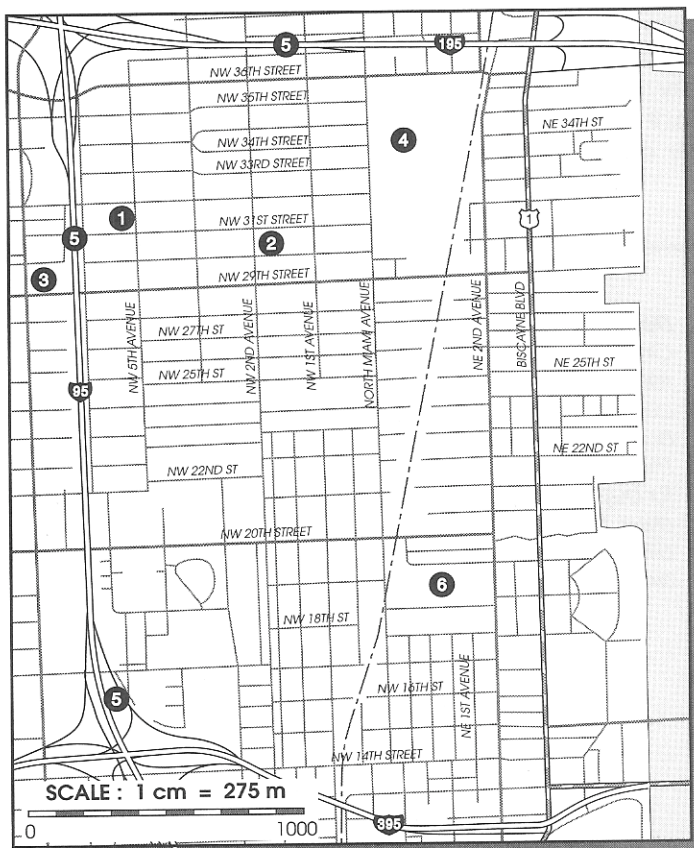 5
195
NW 36TH STREET
NW 35TH STREET
NW 34TH STREET
NE 34TH ST
4
NW 33RD STREET
1
NW 31ST STREET
1
5
2
3
NW 29TH STREET
NW 5TH AVENUE
NW 2ND AVENUE
NW 1ST AVENUE
NORTH MIAMI AVENUE
NE 2ND AVENUE
BISCAYNE BLVD
NW 27TH ST
NW 25TH ST
NE 25TH ST
95
NE 22ND ST
NW 22ND ST
NW 20TH STREET
6
NW 18TH ST
NE 1ST AVENUE
NW 16TH ST
5
NW 14TH STREET
SCALE : 1 cm = 275 m
0 1000
395